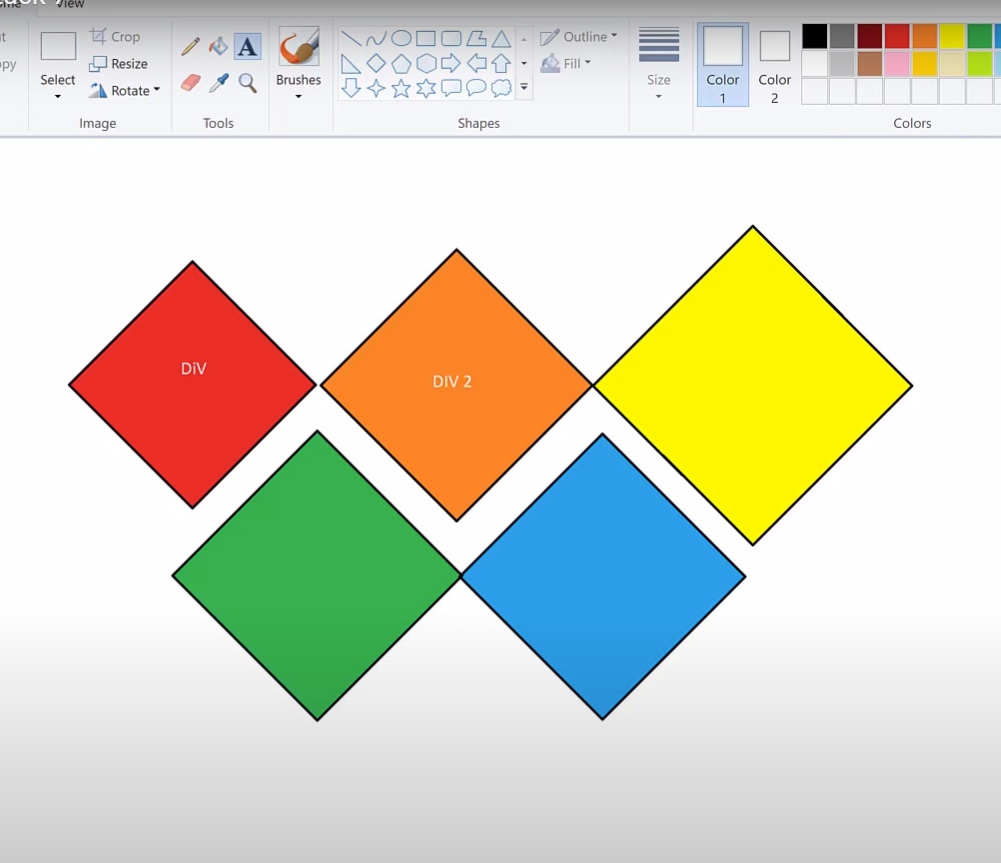 View
Crop
Resize
Rotate
Select
Image
A
Tools
Brushes
Shapes
Outline
Fill
Size
Color 1
Color 2
Colors
DiV
DIV 2